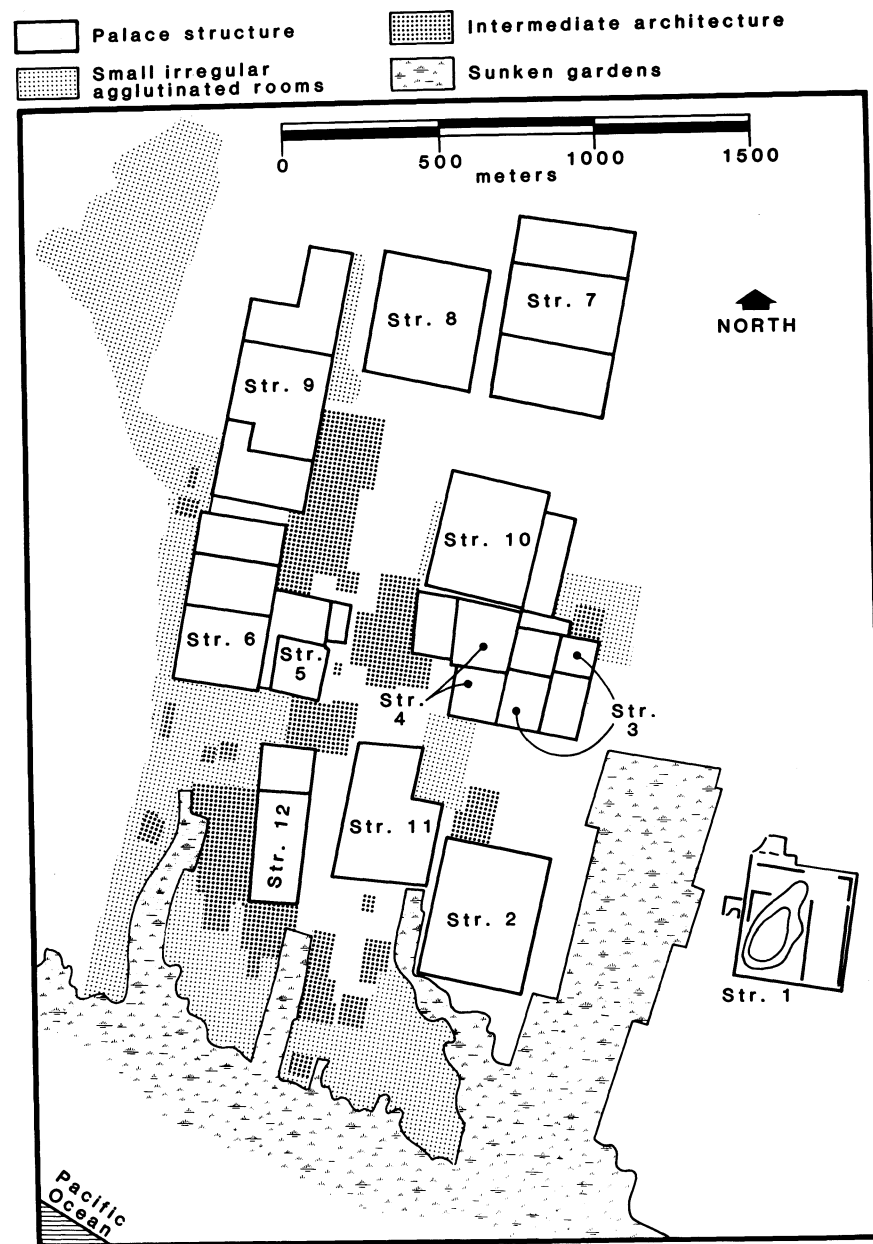 Palace structure
Intermediate architecture
Small irregular
agglutinated rooms
Sunken gardens
0
500
1000
1500
meters
NORTH
Str. 7
Str. 8
Str. 9
Str. 10
Str. 6
Str.
5
Str.
4
Str.
3
Str. 11
Str. 12
Str. 2
Str. 1
Pacific
Ocean